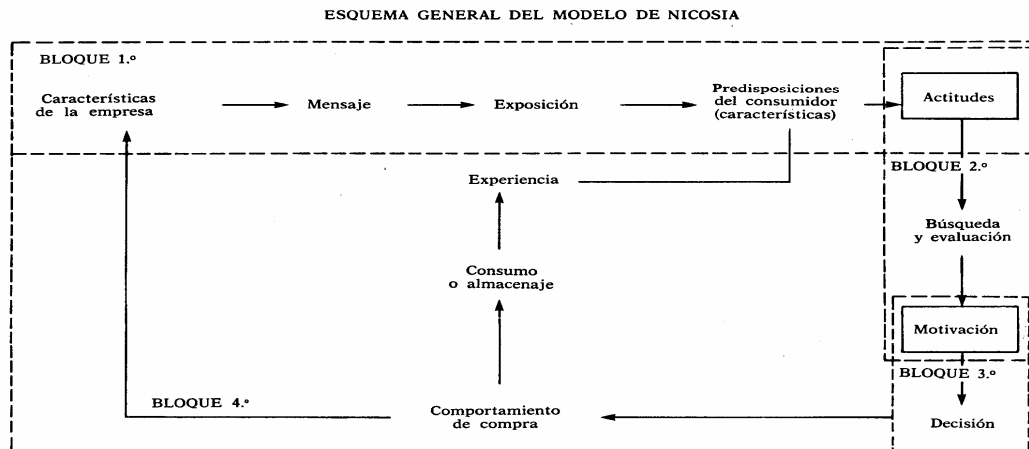 ESQUEMA GENERAL DEL MODELO DE NICOSIA
BLOQUE 1.º
Características
de la empresa
Mensaje
Exposición
Predisposiciones
del consumidor
(características)
Actitudes
BLOQUE 2.º
Experiencia
Búsqueda
y evaluación
Consumo
o almacenaje
Motivación
BLOQUE 3.º
BLOQUE 4.º
Comportamiento
de compra
Decisión